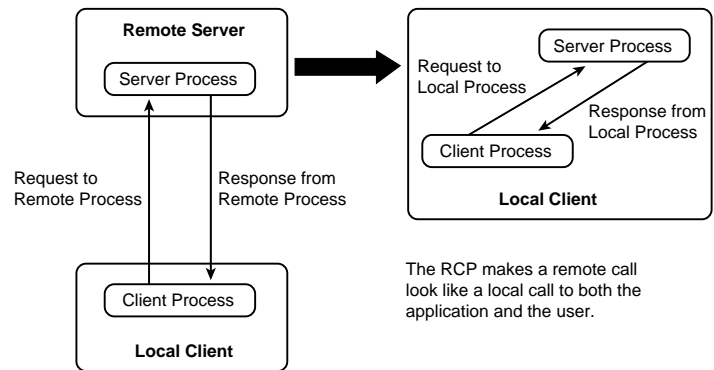 Remote Server
Server Process
Request to
Remote Process
Response from
Remote Process
Client Process
Local Client
Server Process
Request to
Local Process
Response from
Local Process
Client Process
Local Client
The RCP makes a remote call
look like a local call to both the
application and the user.